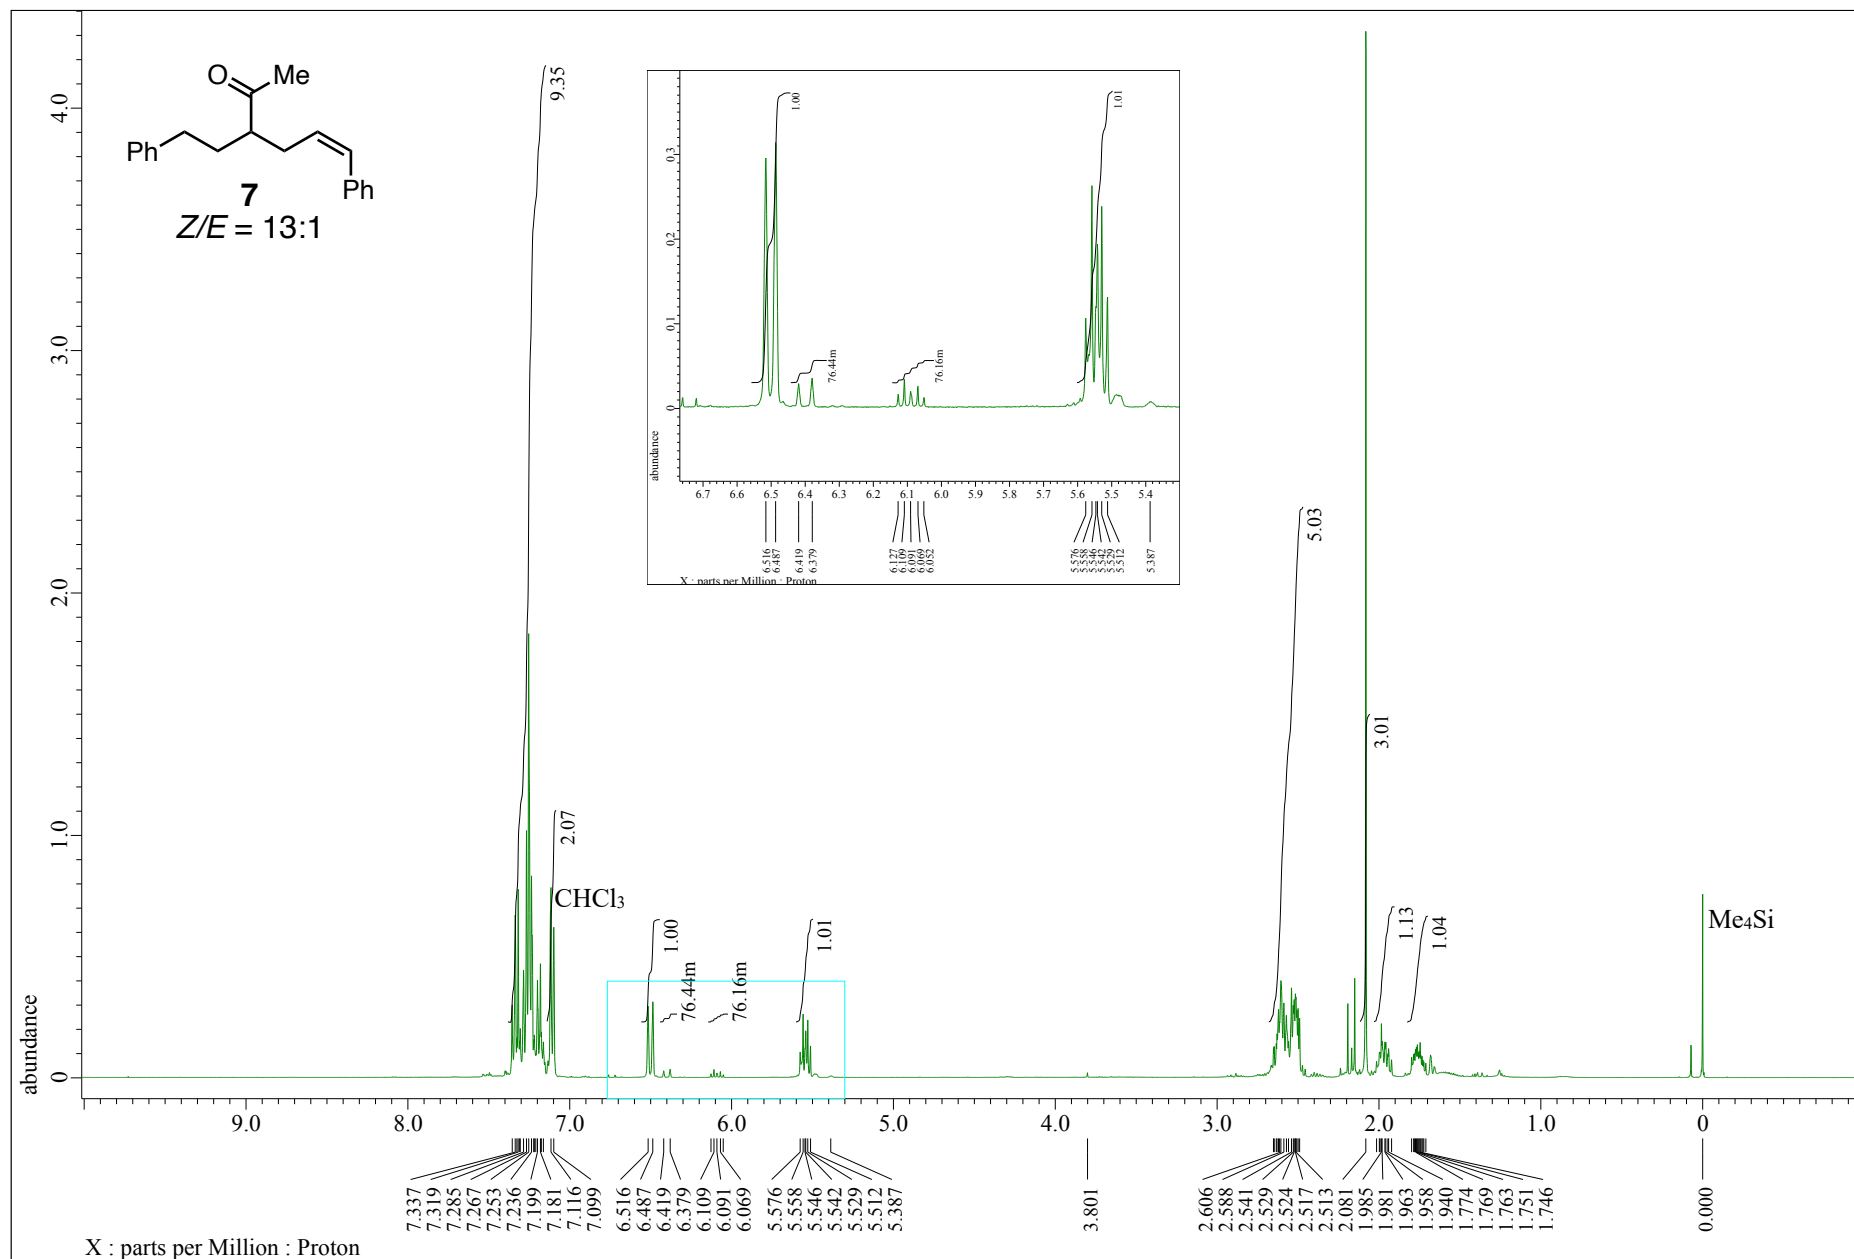 O
Me
Ph
Ph
7
Z/E = 13:1
abundance
4.0
3.0
2.0
1.0
0
9.35
2.07
CHCl₃
1.00
76.44m
76.16m
1.01
5.03
3.01
1.13
1.04
Me₄Si
abundance
0.3
0.2
0.1
0
1.00
76.44m
76.16m
1.01
6.7 6.6 6.5 6.4 6.3 6.2 6.1 6.0 5.9 5.8 5.7 5.6 5.5 5.4
6.516 6.487 6.419 6.379 6.127 6.109 6.091 6.069 6.052 5.576 5.558 5.546 5.542 5.529 5.512 5.387
X : parts per Million : Proton
9.0 8.0 7.0 6.0 5.0 4.0 3.0 2.0 1.0 0
7.337 7.319 7.285 7.267 7.253 7.236 7.199 7.181 7.116 7.099 6.516 6.487 6.419 6.379 6.109 6.091 6.069 5.576 5.558 5.546 5.542 5.529 5.512 5.387 3.801 2.606 2.588 2.541 2.529 2.524 2.517 2.513 2.081 1.985 1.981 1.963 1.958 1.940 1.774 1.769 1.763 1.751 1.746 0.000
X : parts per Million : Proton